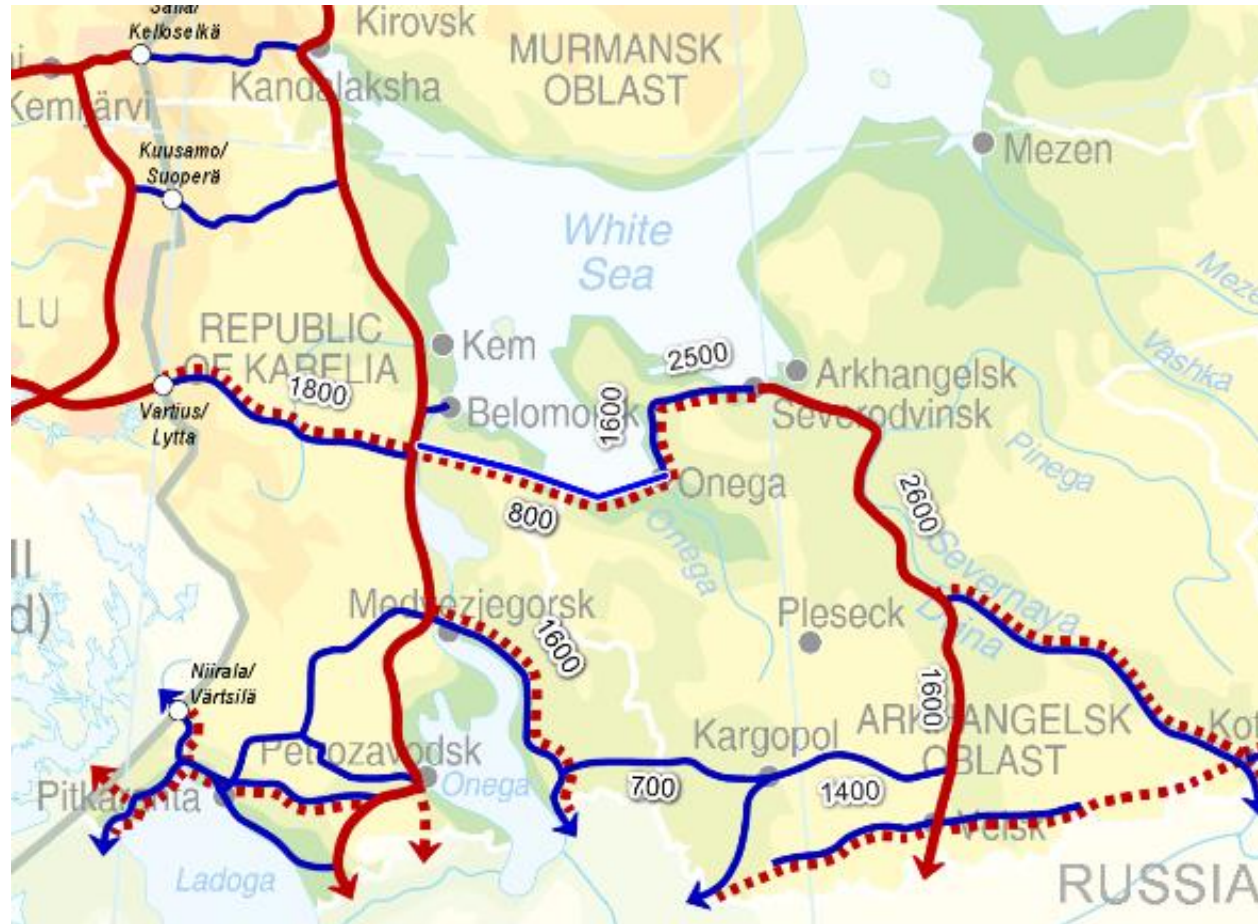 Salla/
Kelloselkä
Kirovsk
MURMANSK
OBLAST
Kandalaksha
Kemijärvi
Mezen
Kuusamo/
Suoperä
White
Sea
LU
REPUBLIC
OF KARELIA
Kem
Vashka
2500
1800
1600
Arkhangelsk
Severodvinsk
Belomorsk
Vartius/
Lytta
Pinega
Onega
800
2600
Onega
Severnaya
Dvina
Medvezjegorsk
Pleseck
1600
Niirala/
Värtsilä
1600
ARKHANGELSK
OBLAST
Kargopol
Petrozavodsk
Onega
Pitkäranta
700
1400
Velsk
Ladoga
RUSSIA